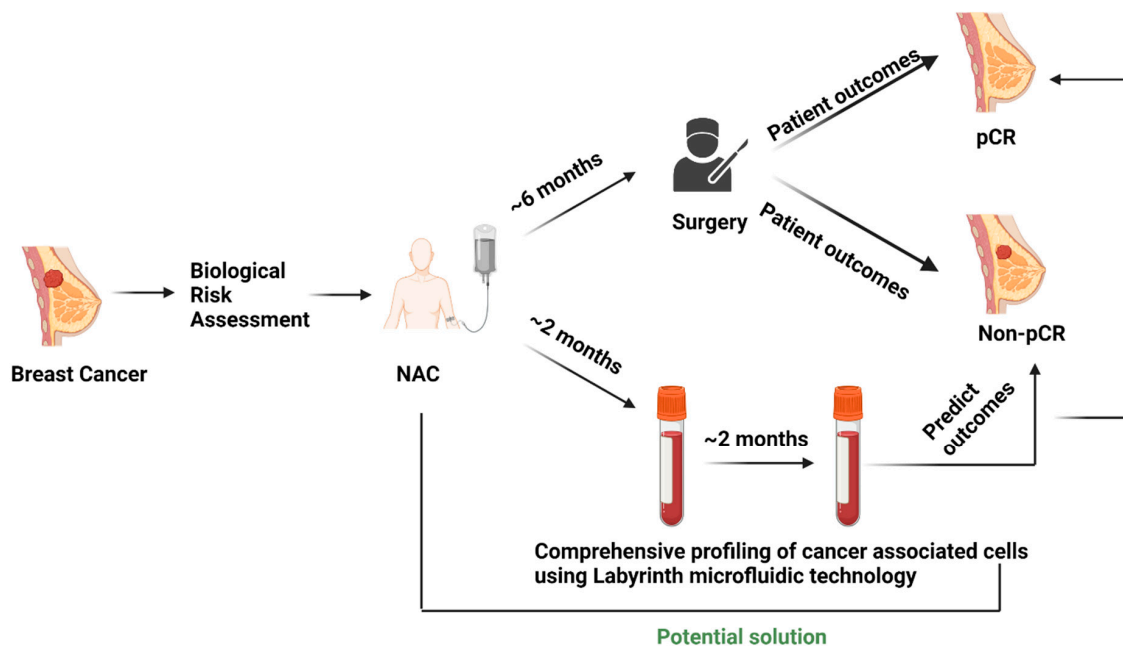 Patient outcomes
pCR
~6 months
Surgery
Patient outcomes
Biological
Risk
Assessment
Breast Cancer
NAC
Non-pCR
~2 months
~2 months
Predict
outcomes
Comprehensive profiling of cancer associated cells
using Labyrinth microfluidic technology
Potential solution